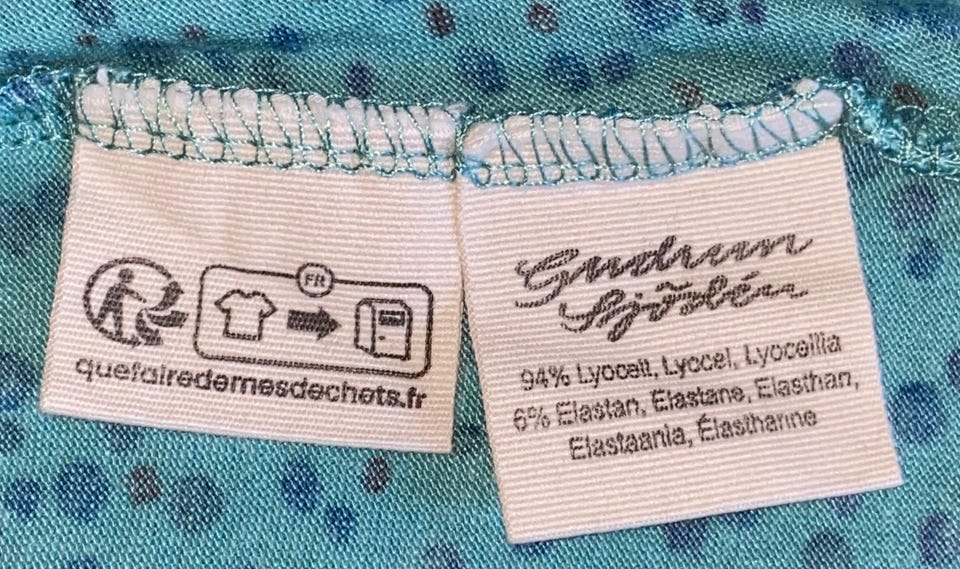 FR
quefairedemesdechets.fr
Gudrun
Sjödén
94% Lyocell, Lyocel, Lyocellia
6% Elastan, Elastane, Elasthan,
Elastaania, Élasthanne